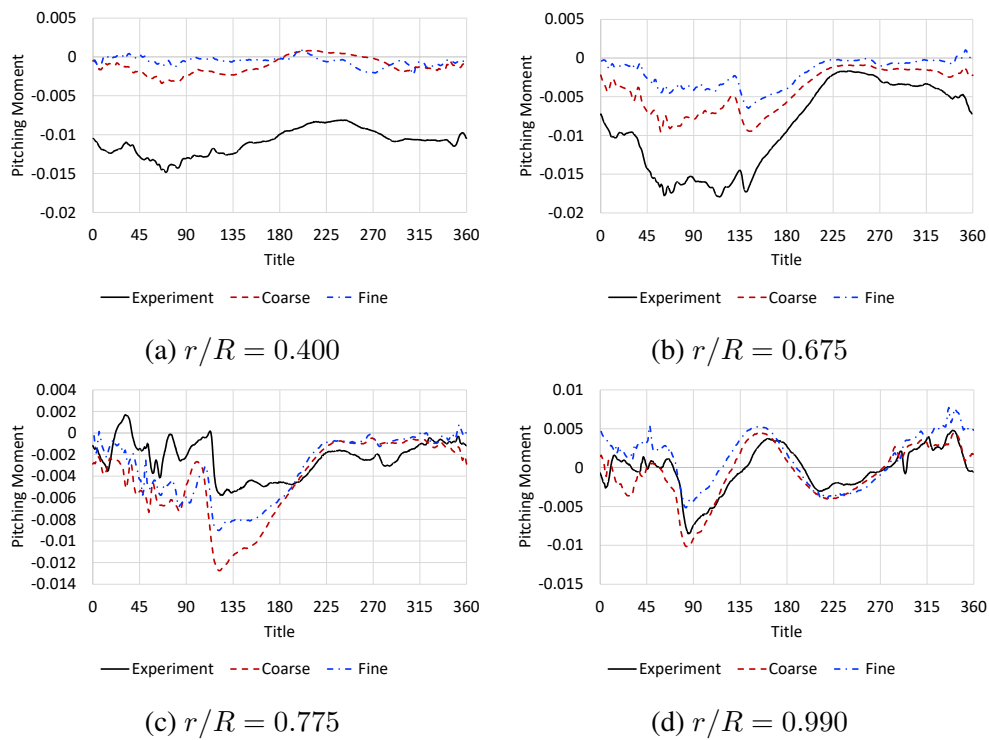 0.005
0
-0.005
-0.01
-0.015
-0.02
Pitching Moment
0 45 90 135 180 225 270 315 360
Title
Experiment Coarse Fine
(a) r/R = 0.400
0.005
0
-0.005
-0.01
-0.015
-0.02
Pitching Moment
0 45 90 135 180 225 270 315 360
Title
Experiment Coarse Fine
(b) r/R = 0.675
0.004
0.002
0
-0.002
-0.004
-0.006
-0.008
-0.01
-0.012
-0.014
Pitching Moment
0 45 90 135 180 225 270 315 360
Title
Experiment Coarse Fine
(c) r/R = 0.775
0.01
0.005
0
-0.005
-0.01
-0.015
Pitching Moment
0 45 90 135 180 225 270 315 360
Title
Experiment Coarse Fine
(d) r/R = 0.990